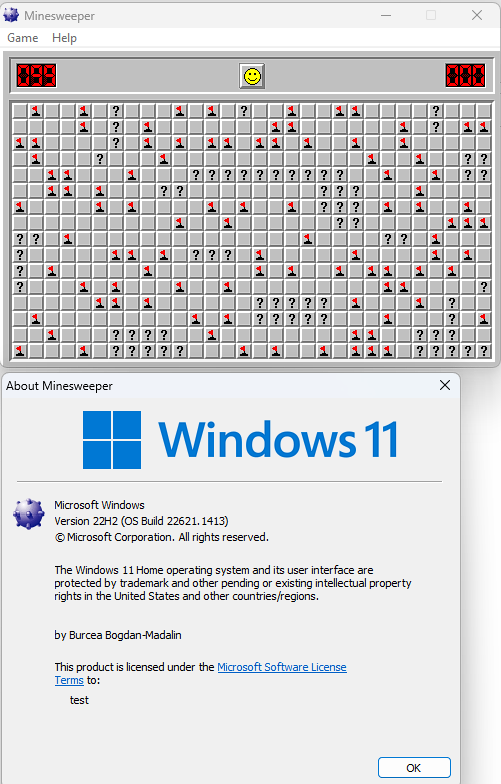 Minesweeper
Game Help
000
About Minesweeper
Windows 11
Microsoft Windows
Version 22H2 (OS Build 22621.1413)
© Microsoft Corporation. All rights reserved.
The Windows 11 Home operating system and its user interface are
protected by trademark and other pending or existing intellectual property
rights in the United States and other countries/regions.
by Burcea Bogdan-Madalin
This product is licensed under the Microsoft Software License
Terms to:
test
OK